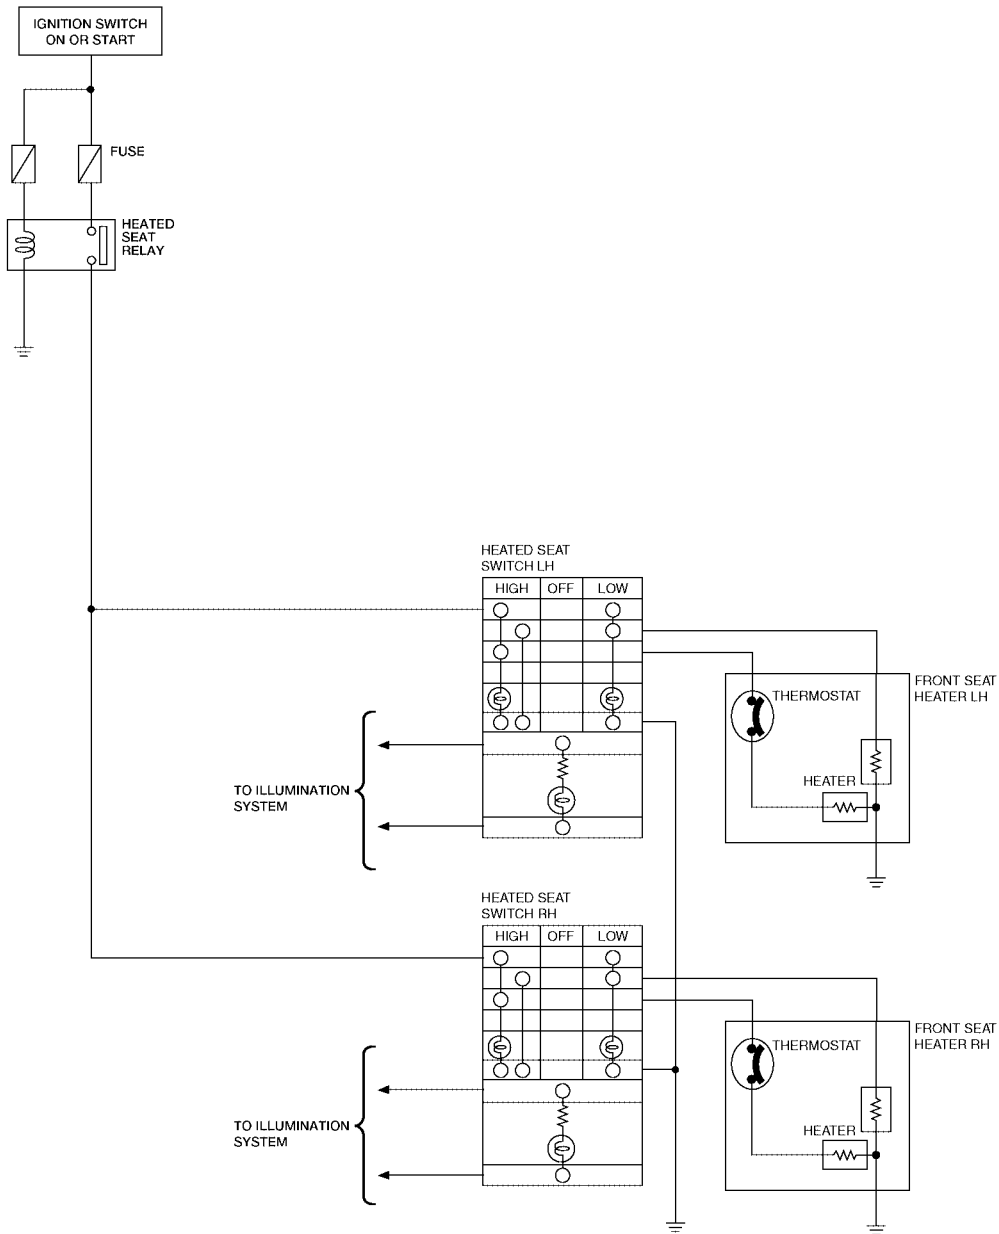 IGNITION SWITCH
ON OR START
FUSE
HEATED
SEAT
RELAY
HEATED SEAT
SWITCH LH
HIGH OFF LOW
FRONT SEAT
HEATER LH
THERMOSTAT
HEATER
TO ILLUMINATION
SYSTEM
HEATED SEAT
SWITCH RH
HIGH OFF LOW
FRONT SEAT
HEATER RH
THERMOSTAT
HEATER
TO ILLUMINATION
SYSTEM